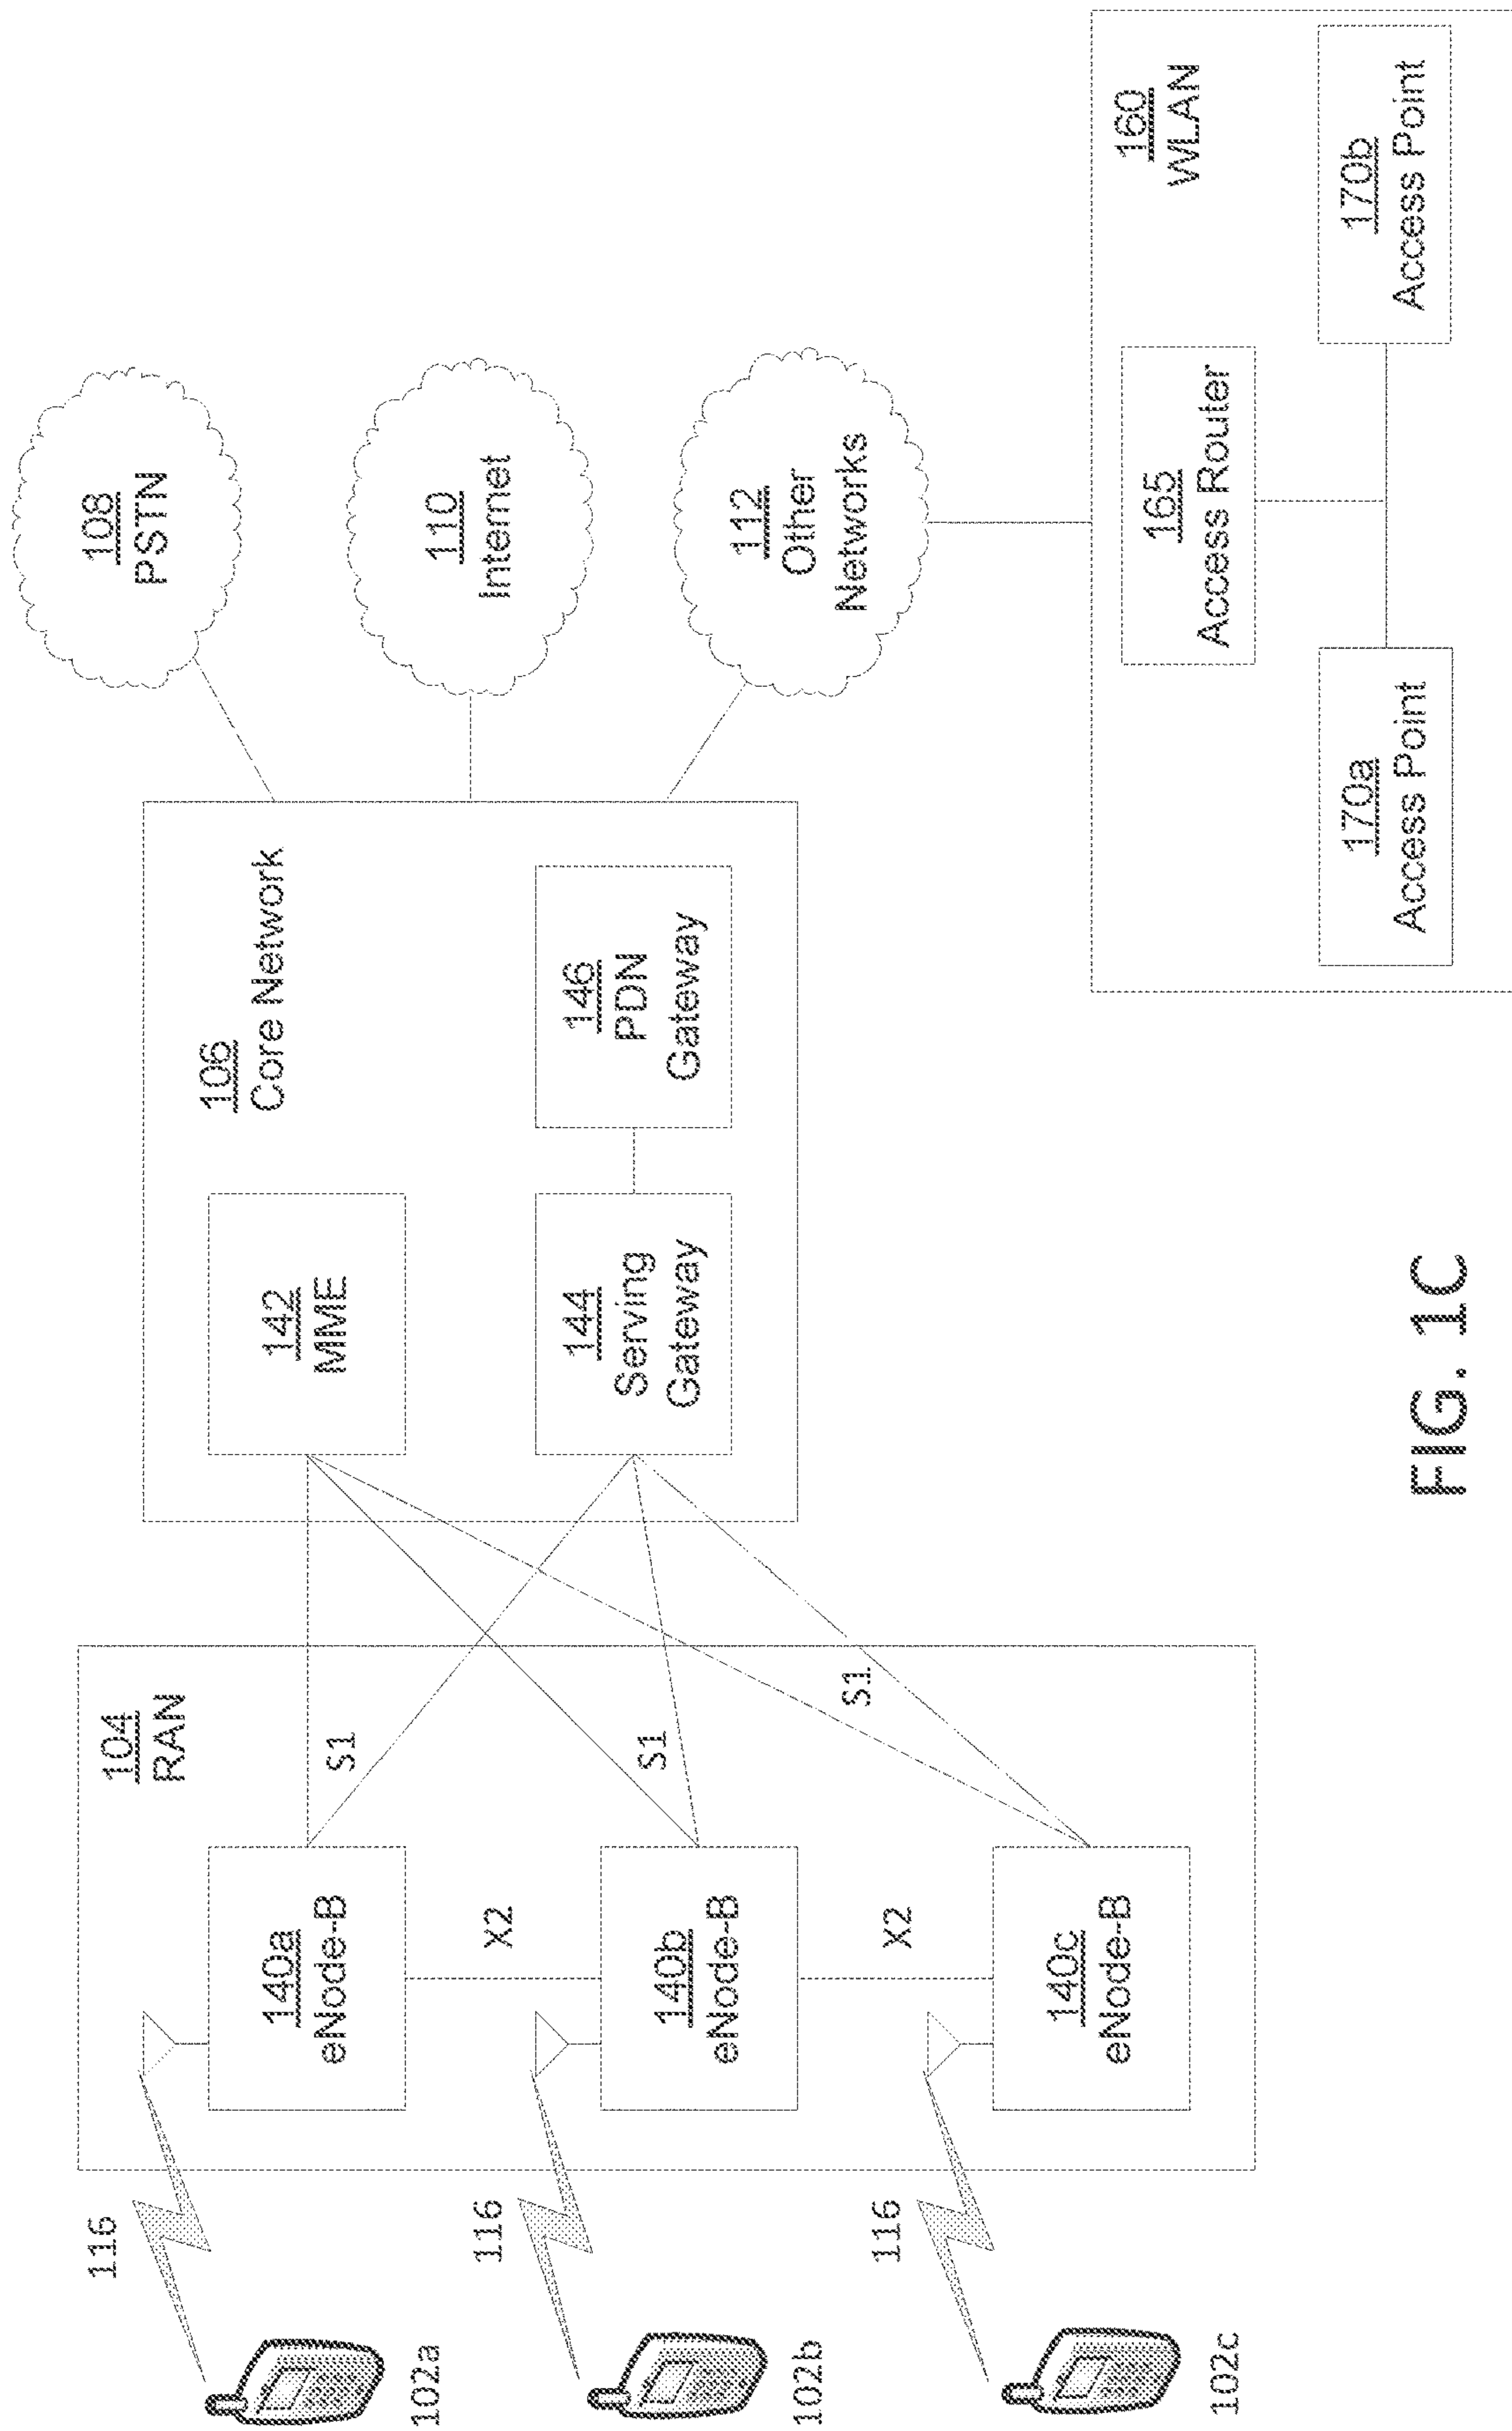 116
102a
116
102b
116
102c
104
RAN
140a
eNode-B
X2
140b
eNode-B
X2
140c
eNode-B
S1
S1
S1
106
Core Network
142
MME
144
Serving
Gateway
146
PDN
Gateway
108
PSTN
110
Internet
112
Other
Networks
160
WLAN
165
Access Router
170a
Access Point
170b
Access Point
FIG. 1C